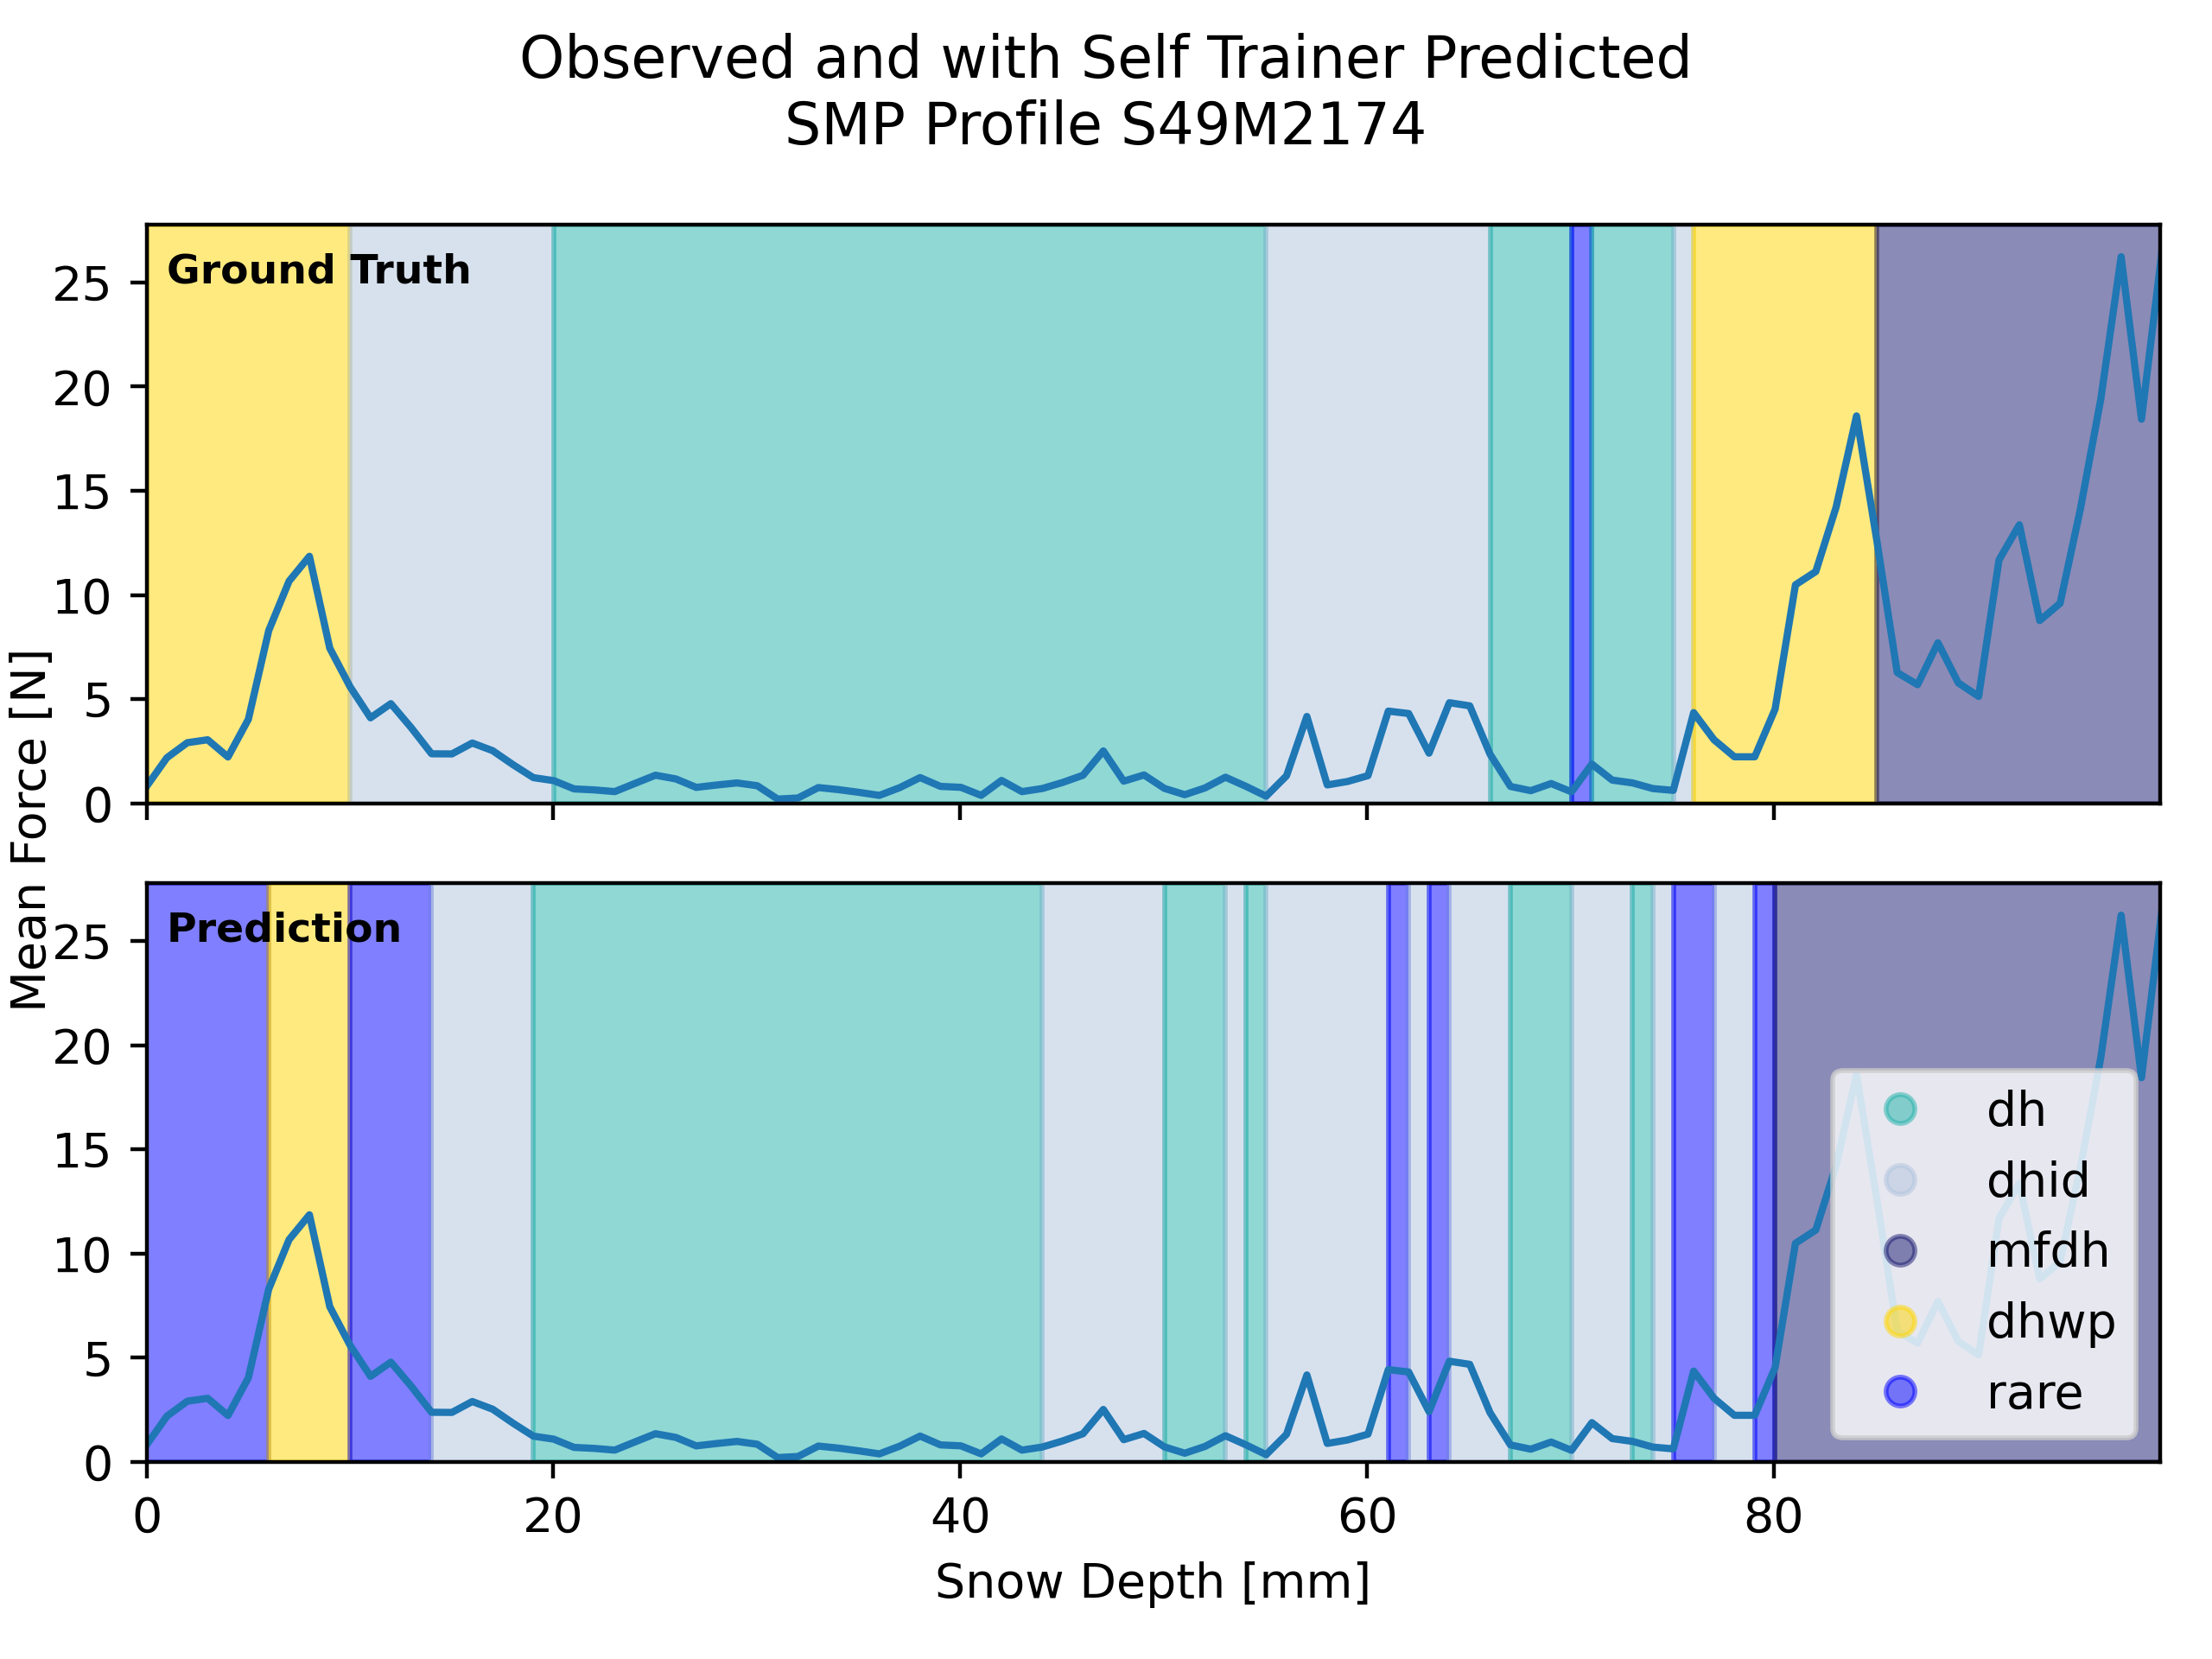 Observed and with Self Trainer Predicted
SMP Profile S49M2174
Mean Force [N]
Ground Truth
25
20
15
10
5
0
Prediction
25
20
15
10
5
0
dh
dhid
mfdh
dhwp
rare
0 20 40 60 80
Snow Depth [mm]